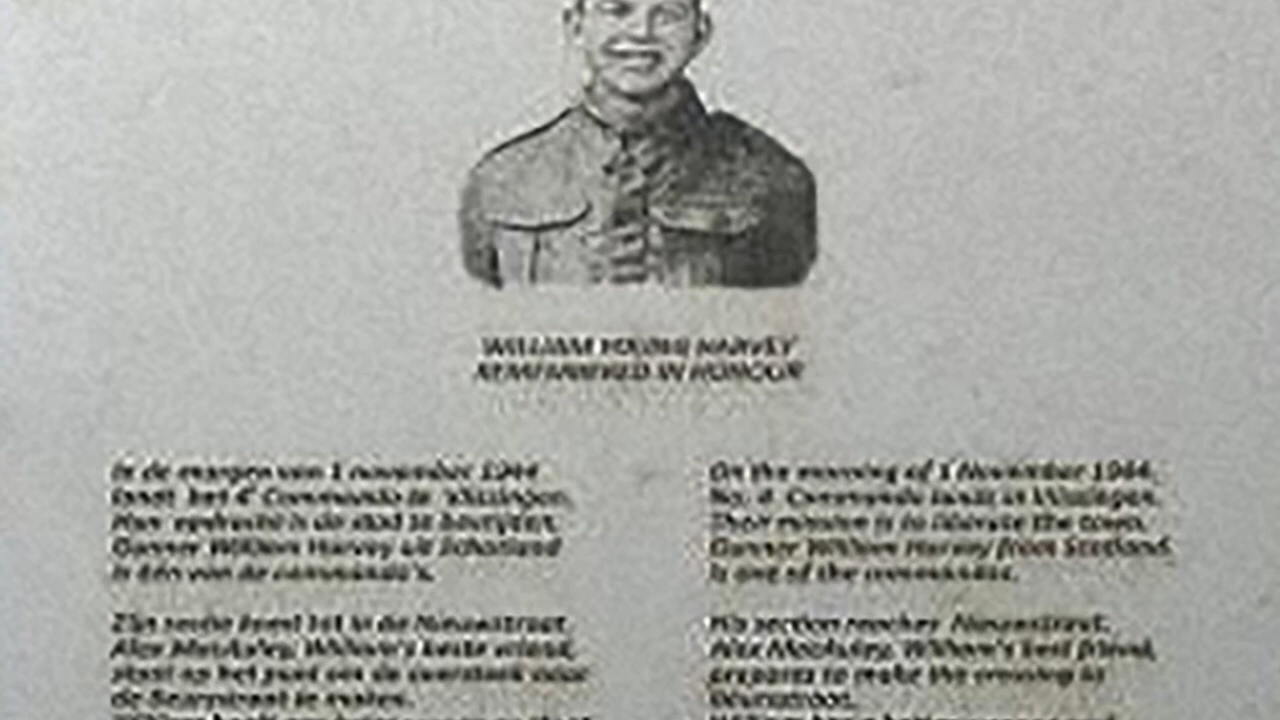 WILLIAM YOUNG HARVEY
REMEMBERED IN HONOUR
In de morgen van 1 november 1944
landt het 4e Commando te Vlissingen.
Hun opdracht is de stad te bevrijden.
Gunner William Harvey uit Schotland
is één van de commando's.
Zijn sectie komt tot in de Nieuwstraat.
Alex MacAuley, William's beste vriend,
staat op het punt om de oversteek naar
de Beursstraat te maken.
On the morning of 1 November 1944,
No. 4 Commando lands in Vlissingen.
Their mission is to liberate the town.
Gunner William Harvey from Scotland,
is one of the commandos.
His section reaches Nieuwstraat.
Alex MacAuley, William's best friend,
prepares to make the crossing to
Beursstraat.